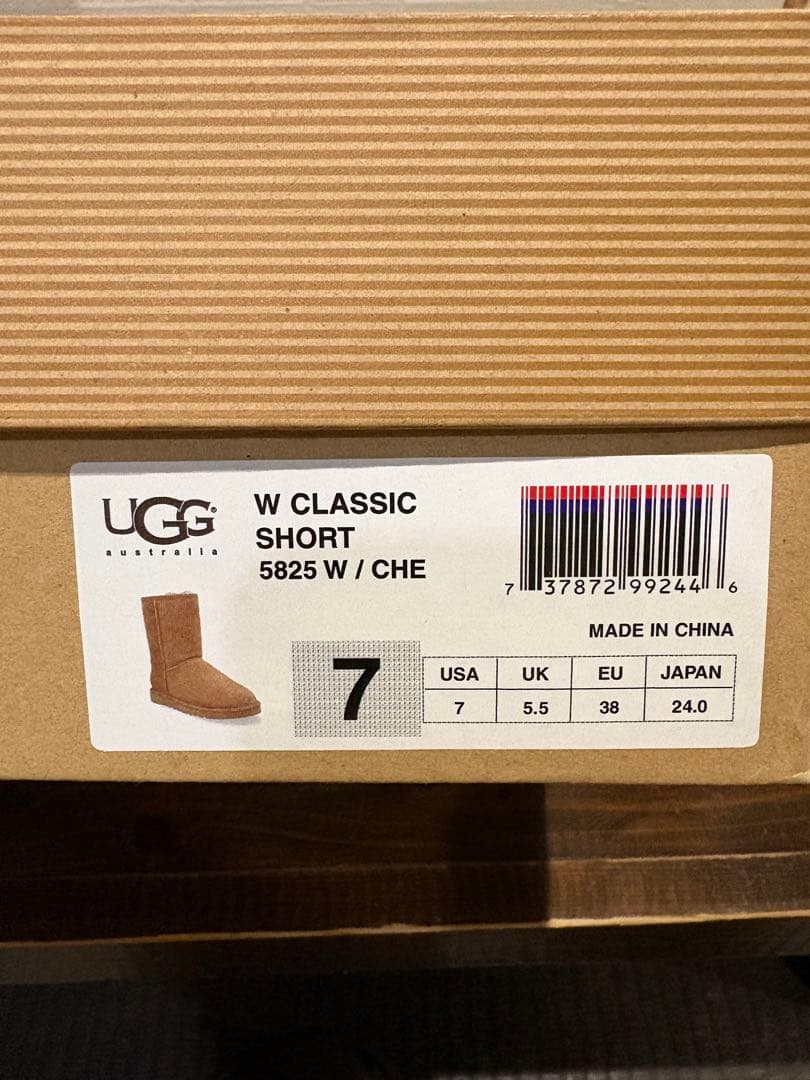 UGG®
australia
W CLASSIC
SHORT
5825 W / CHE
7 37872 99244 6
MADE IN CHINA
7
USA UK EU JAPAN
7 5.5 38 24.0